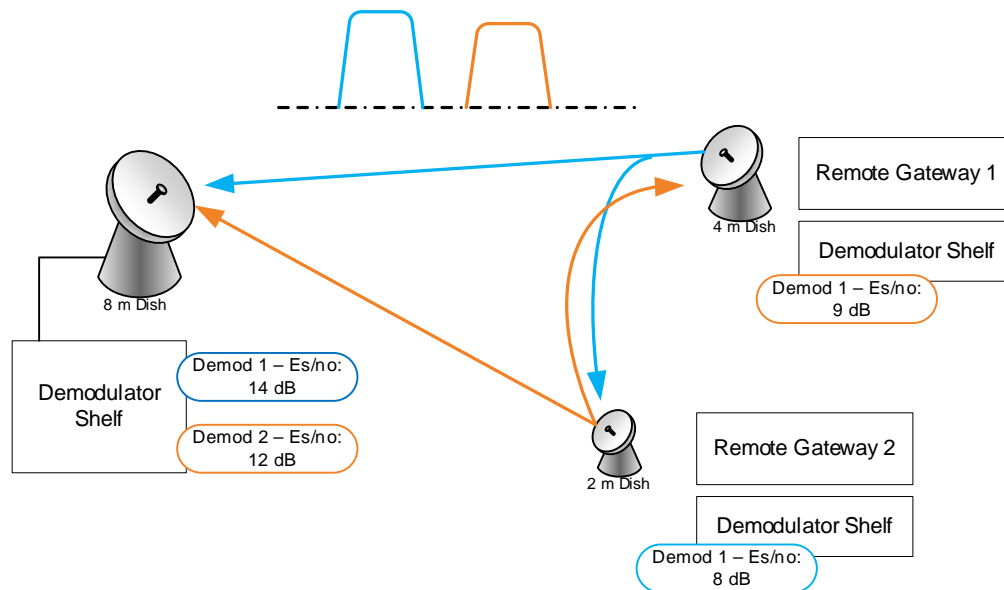 Remote Gateway 1
4 m Dish
Demodulator Shelf
Demod 1 – Es/no:
9 dB
8 m Dish
Demodulator
Shelf
Demod 1 – Es/no:
14 dB
Demod 2 – Es/no:
12 dB
Remote Gateway 2
2 m Dish
Demodulator Shelf
Demod 1 – Es/no:
8 dB